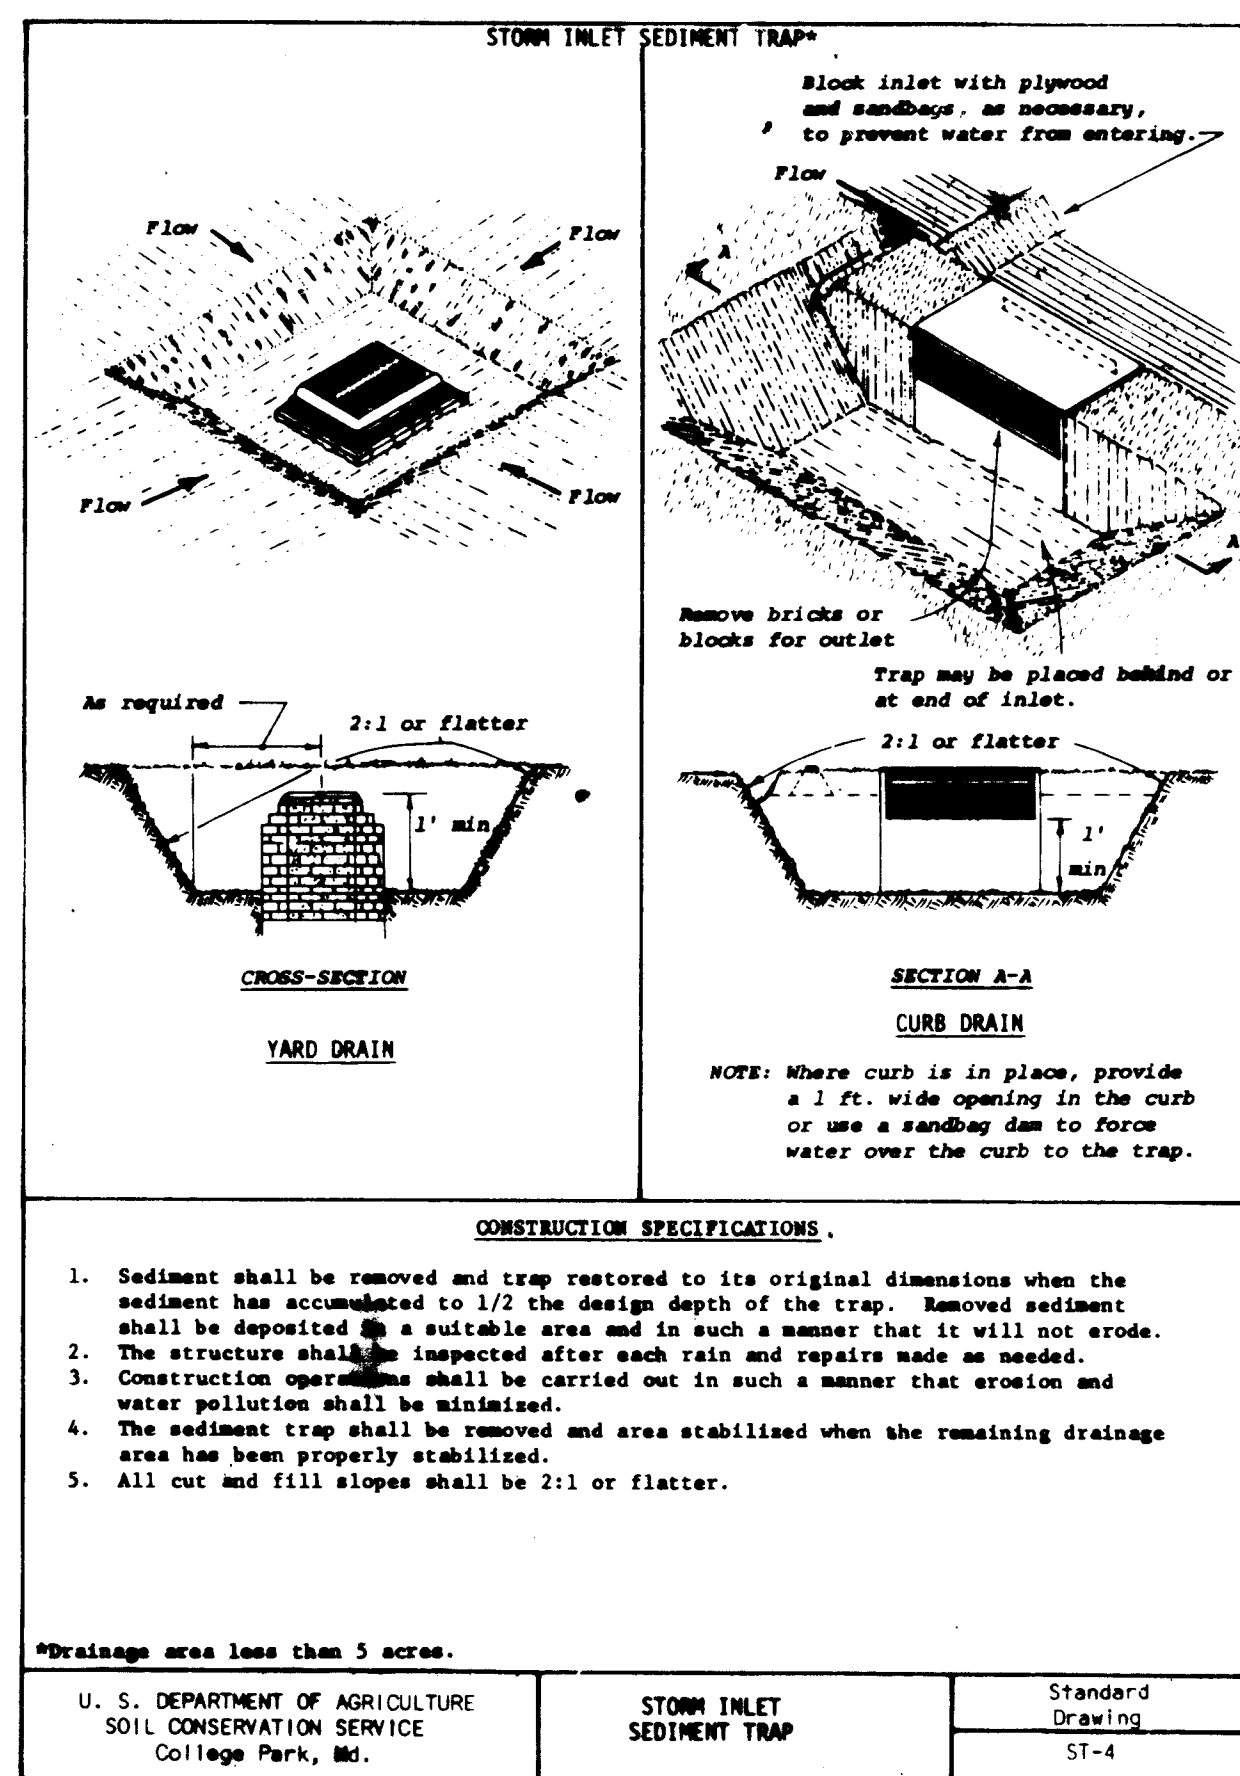 STORM INLET SEDIMENT TRAP*
Flow
Flow
Flow
Flow
As required
2:1 or flatter
1' min
CROSS-SECTION
YARD DRAIN
Block inlet with plywood
and sandbags, as necessary,
to prevent water from entering.
Flow
A
A
Remove bricks or
blocks for outlet
Trap may be placed behind or
at end of inlet.
2:1 or flatter
1'
min
SECTION A-A
CURB DRAIN
NOTE: Where curb is in place, provide
a 1 ft. wide opening in the curb
or use a sandbag dam to force
water over the curb to the trap.
CONSTRUCTION SPECIFICATIONS.
1. Sediment shall be removed and trap restored to its original dimensions when the
sediment has accumulated to 1/2 the design depth of the trap. Removed sediment
shall be deposited in a suitable area and in such a manner that it will not erode.
2. The structure shall be inspected after each rain and repairs made as needed.
3. Construction operations shall be carried out in such a manner that erosion and
water pollution shall be minimized.
4. The sediment trap shall be removed and area stabilized when the remaining drainage
area has been properly stabilized.
5. All cut and fill slopes shall be 2:1 or flatter.
*Drainage area less than 5 acres.
U. S. DEPARTMENT OF AGRICULTURE
SOIL CONSERVATION SERVICE
College Park, Md.
STORM INLET
SEDIMENT TRAP
Standard
Drawing
ST-4